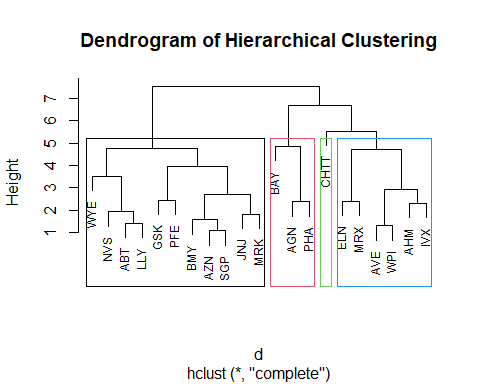 Dendrogram of Hierarchical Clustering
Height
7
6
5
4
3
2
1
WYE
NVS
ABT
LLY
GSK
PFE
BMY
AZN
SGP
JNJ
MRK
BAY
AGN
PHA
CHTT
ELN
MRX
AVE
WPI
AHM
IVX
d
hclust (*, "complete")